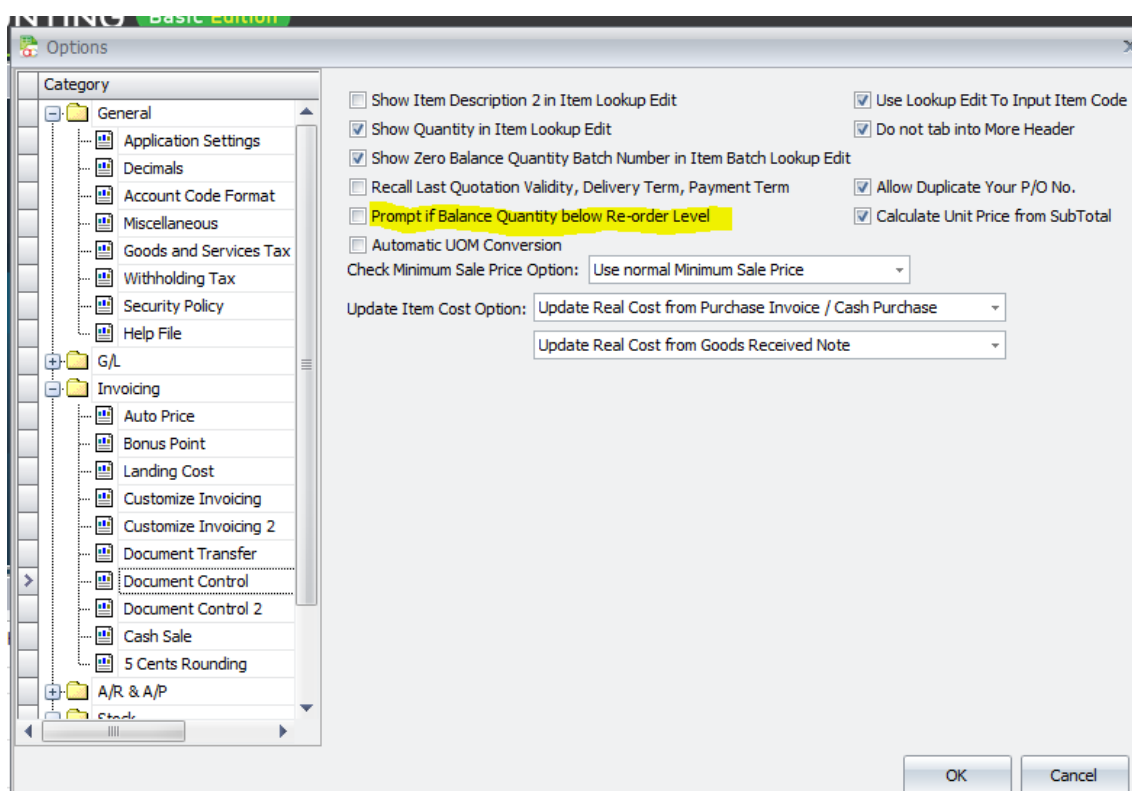 NTING Basic Edition
Options
Category
General
Application Settings
Decimals
Account Code Format
Miscellaneous
Goods and Services Tax
Withholding Tax
Security Policy
Help File
G/L
Invoicing
Auto Price
Bonus Point
Landing Cost
Customize Invoicing
Customize Invoicing 2
Document Transfer
Document Control
Document Control 2
Cash Sale
5 Cents Rounding
A/R & A/P
Stock
Show Item Description 2 in Item Lookup Edit
Use Lookup Edit To Input Item Code
Show Quantity in Item Lookup Edit
Do not tab into More Header
Show Zero Balance Quantity Batch Number in Item Batch Lookup Edit
Recall Last Quotation Validity, Delivery Term, Payment Term
Allow Duplicate Your P/O No.
Prompt if Balance Quantity below Re-order Level
Calculate Unit Price from SubTotal
Automatic UOM Conversion
Check Minimum Sale Price Option: Use normal Minimum Sale Price
Update Item Cost Option: Update Real Cost from Purchase Invoice / Cash Purchase
Update Real Cost from Goods Received Note
OK Cancel